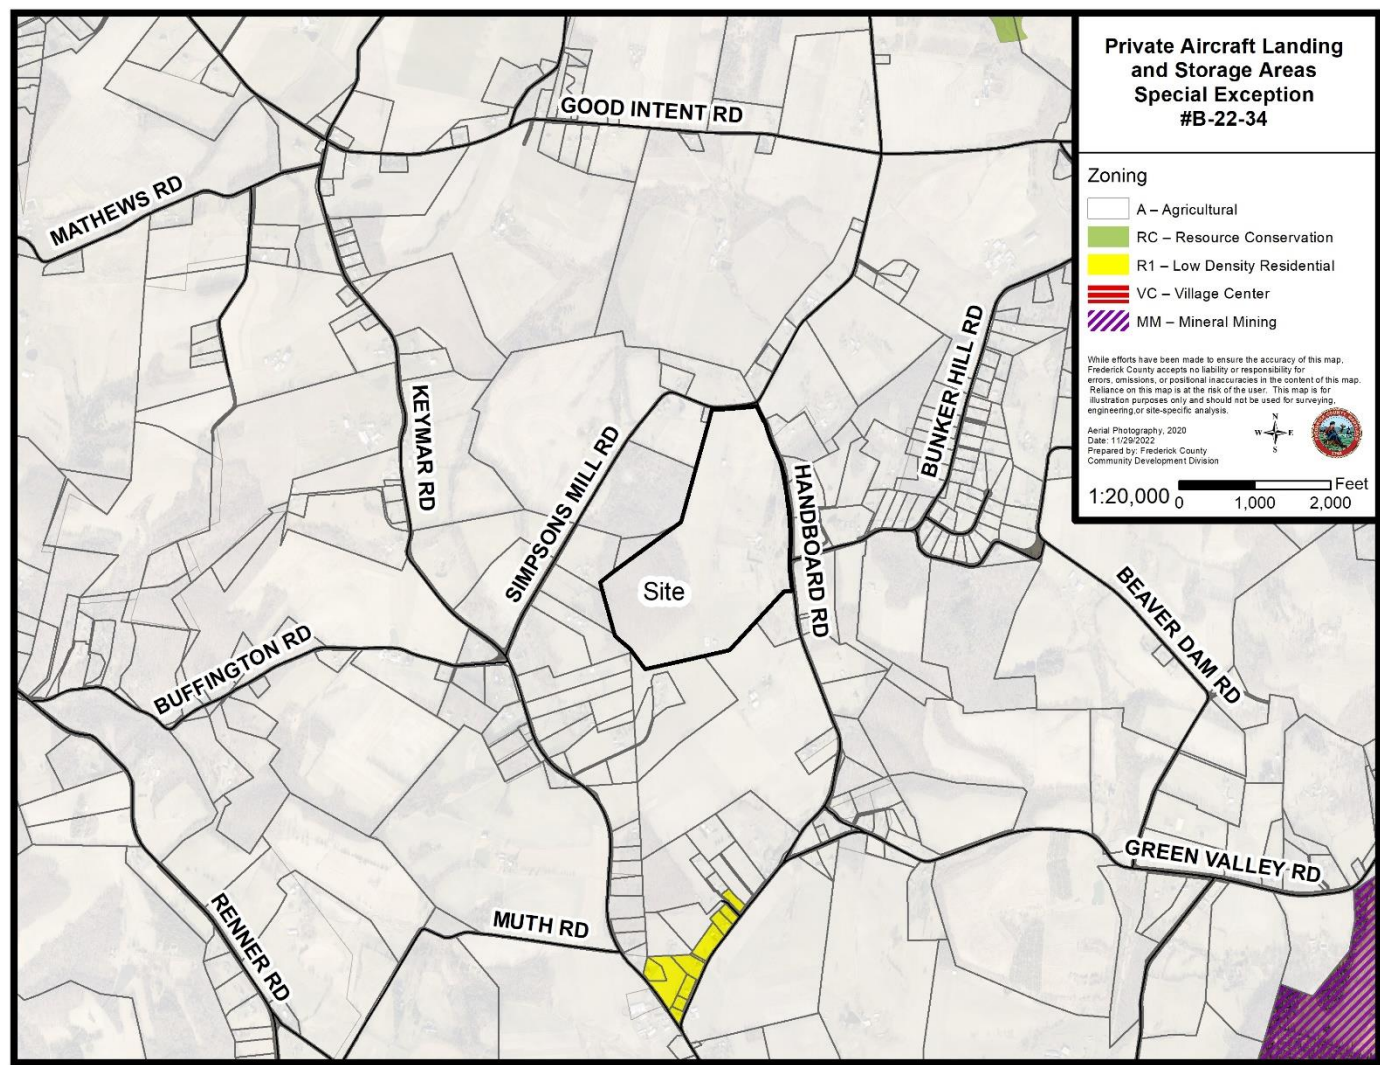 Private Aircraft Landing
and Storage Areas
Special Exception
#B-22-34
Zoning
A – Agricultural
RC – Resource Conservation
R1 – Low Density Residential
VC – Village Center
MM – Mineral Mining
While efforts have been made to ensure the accuracy of this map,
Frederick County accepts no liability or responsibility for
errors, omissions, or positional inaccuracies in the content of this map.
Reliance on this map is at the risk of the user. This map is for
illustration purposes only and should not be used for surveying,
engineering,or site-specific analysis.
Aerial Photography, 2020
Date: 11/29/2022
Prepared by: Frederick County
Community Development Division
N
W E
S
1:20,000
0 1,000 2,000
Feet
GOOD INTENT RD
MATHEWS RD
KEYMAR RD
SIMPSONS MILL RD
BUNKER HILL RD
HANDBOARD RD
Site
BEAVER DAM RD
BUFFINGTON RD
GREEN VALLEY RD
RENNER RD
MUTH RD